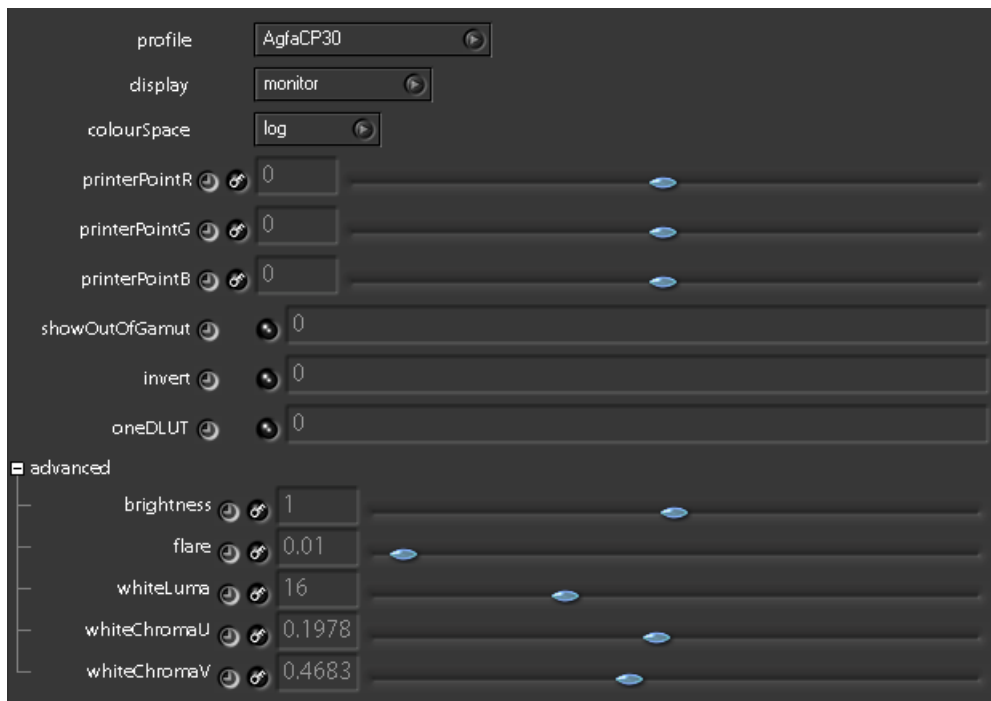 profile AgfaCP30
display monitor
colourSpace log
printerPointR 0
printerPointG 0
printerPointB 0
showOutOfGamut 0
invert 0
oneDLUT 0
advanced
brightness 1
flare 0.01
whiteLuma 16
whiteChromaU 0.1978
whiteChromaV 0.4683